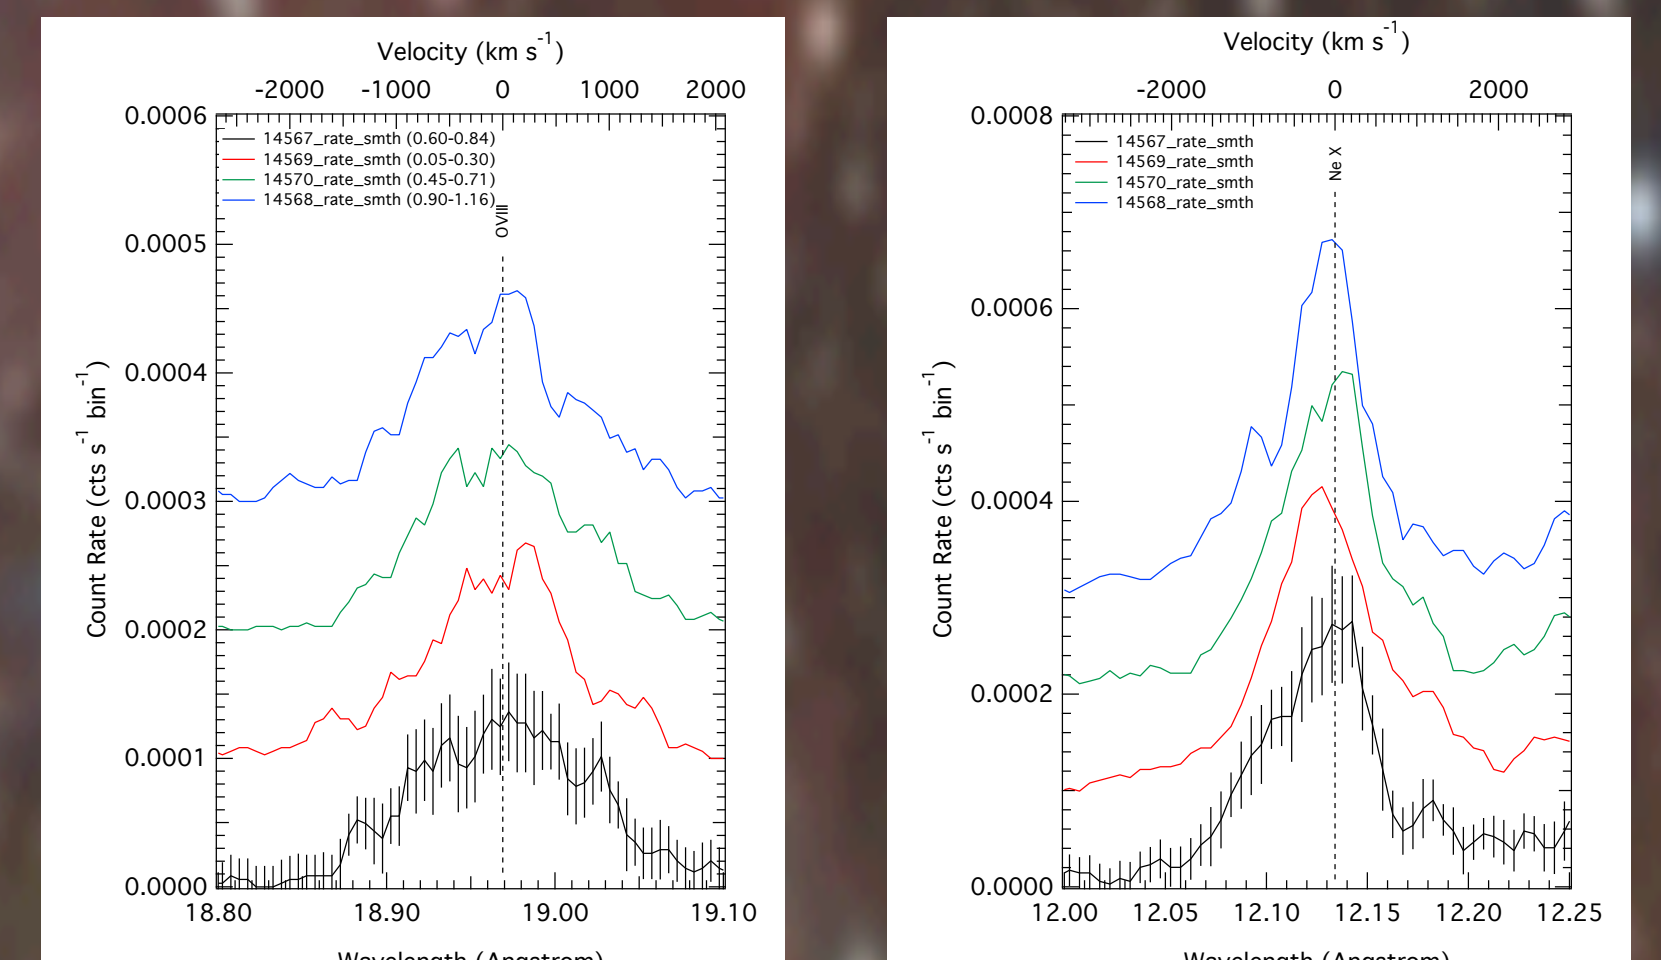 Velocity (km s-1)
-2000 -1000 0 1000 2000
0.0006
14567_rate_smth (0.60-0.84)
14569_rate_smth (0.05-0.30)
14570_rate_smth (0.45-0.71)
14568_rate_smth (0.90-1.16)
OVIII
0.0005
0.0004
0.0003
0.0002
0.0001
0.0000
Count Rate (cts s-1 bin-1)
18.80 18.90 19.00 19.10
Wavelength (Angstrom)
Velocity (km s-1)
-2000 0 2000
0.0008
14567_rate_smth
14569_rate_smth
14570_rate_smth
14568_rate_smth
Ne X
0.0006
0.0004
0.0002
0.0000
Count Rate (cts s-1 bin-1)
12.00 12.05 12.10 12.15 12.20 12.25
Wavelength (Angstrom)